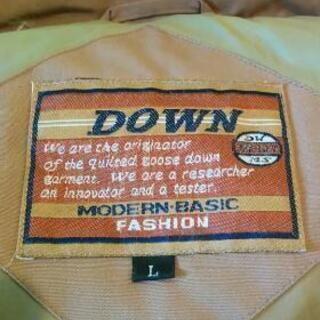 DOWN
We are the originator
of the quilted goose down
garment. We are a researcher
an innovator and a tester.
MODERN·BASIC
FASHION
L